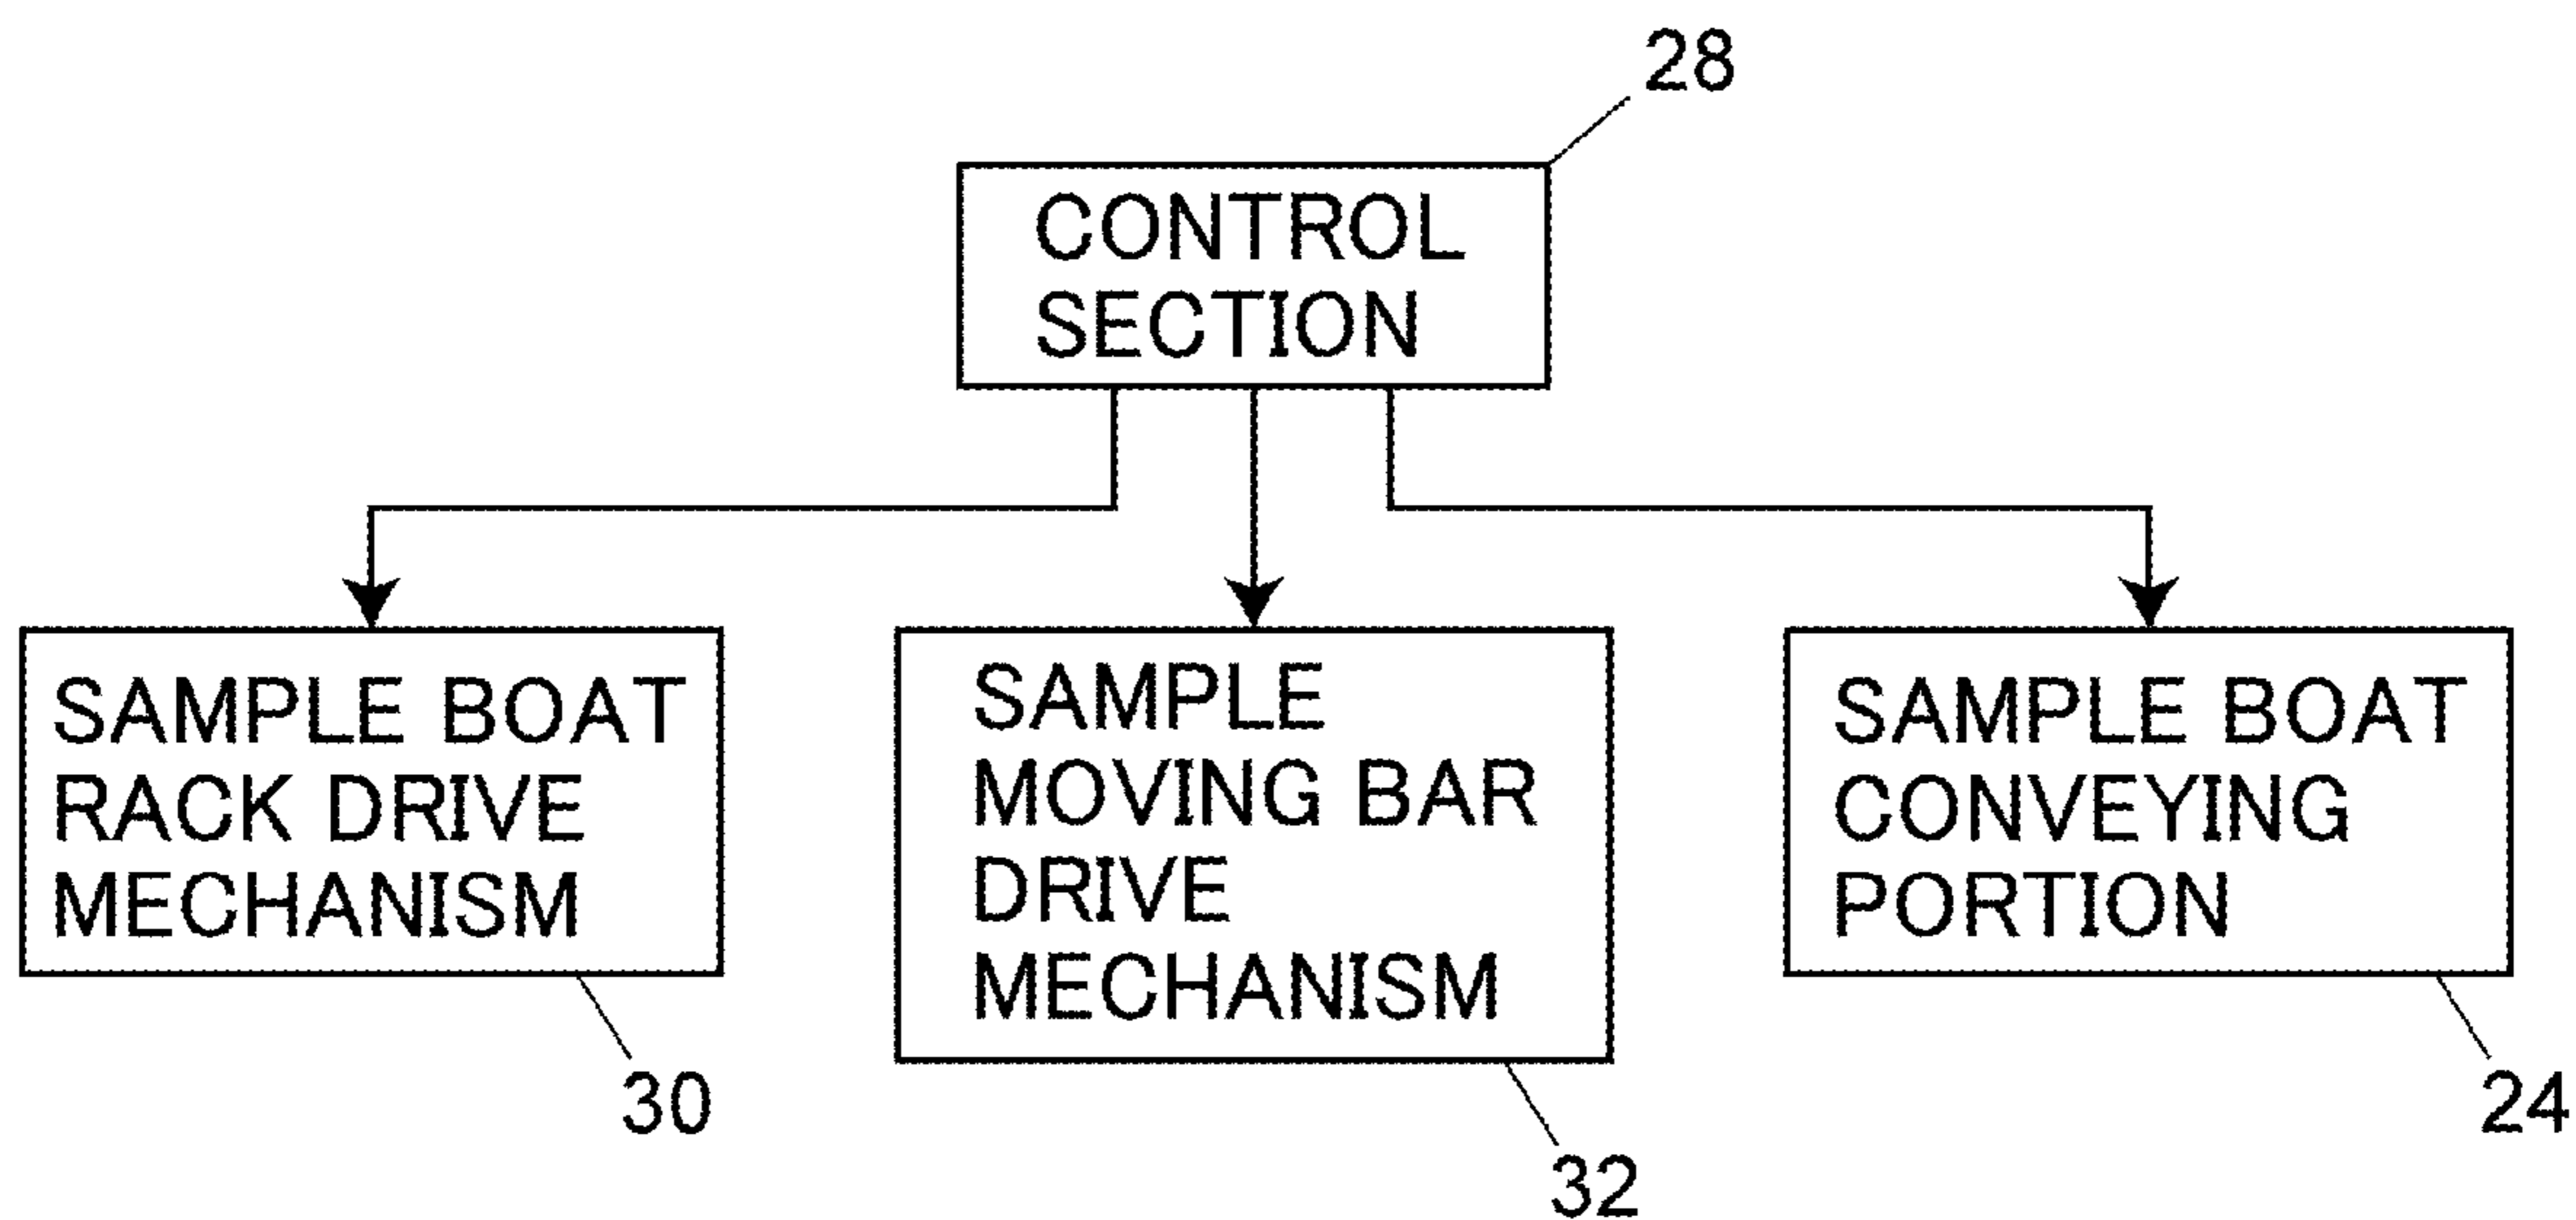 28
CONTROL
SECTION
SAMPLE BOAT
RACK DRIVE
MECHANISM
30
SAMPLE
MOVING BAR
DRIVE
MECHANISM
32
SAMPLE BOAT
CONVEYING
PORTION
24